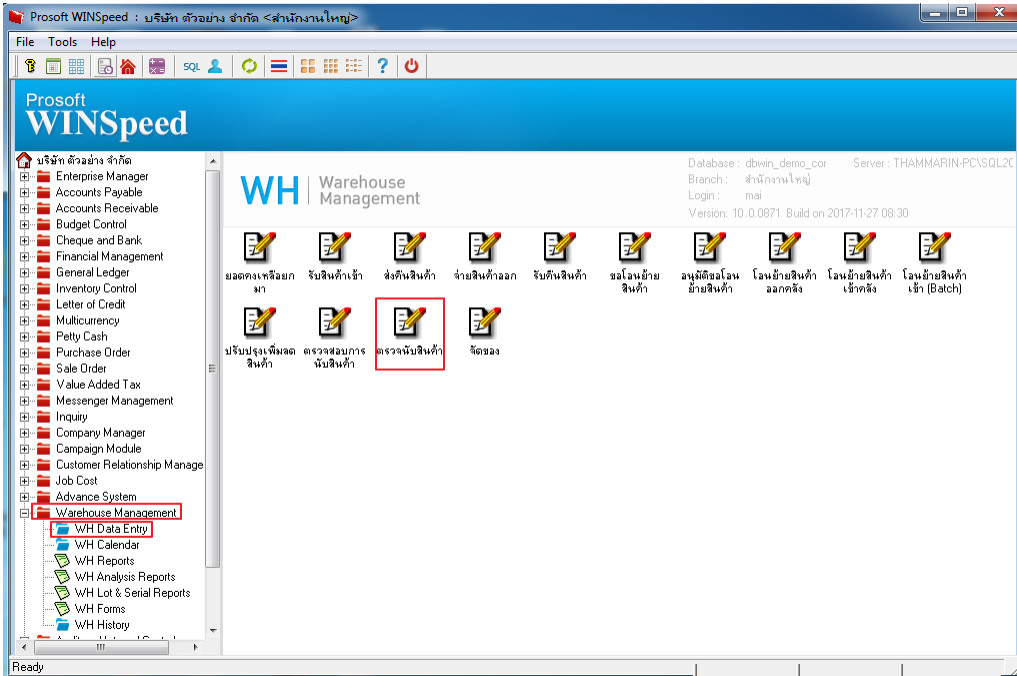 Prosoft WINSpeed : บริษัท ตัวอย่าง จำกัด <สำนักงานใหญ่>
File Tools Help
SQL
Prosoft
WINSpeed
บริษัท ตัวอย่าง จำกัด
Enterprise Manager
Accounts Payable
Accounts Receivable
Budget Control
Cheque and Bank
Financial Management
General Ledger
Inventory Control
Letter of Credit
Multicurrency
Petty Cash
Purchase Order
Sale Order
Value Added Tax
Messenger Management
Inquiry
Company Manager
Campaign Module
Customer Relationship Manage
Job Cost
Advance System
Warehouse Management
WH Data Entry
WH Calendar
WH Reports
WH Analysis Reports
WH Lot & Serial Reports
WH Forms
WH History
WH Warehouse
Management
Database : dbwin_demo_cor Server : THAMMARIN-PC\SQL20
Branch : สำนักงานใหญ่
Login : mai
Version: 10.0.0871 Build on 2017-11-27 08:30
ยอดคงเหลือยก
มา
รับสินค้าเข้า
ส่งคืนสินค้า
จ่ายสินค้าออก
รับคืนสินค้า
ขอโอนย้าย
สินค้า
อนุมัติขอโอน
ย้ายสินค้า
โอนย้ายสินค้า
ออกคลัง
โอนย้ายสินค้า
เข้าคลัง
โอนย้ายสินค้า
เข้า (Batch)
ปรับปรุงเพิ่มลด
สินค้า
ตรวจสอบการ
นับสินค้า
ตรวจนับสินค้า
จัดของ
Ready